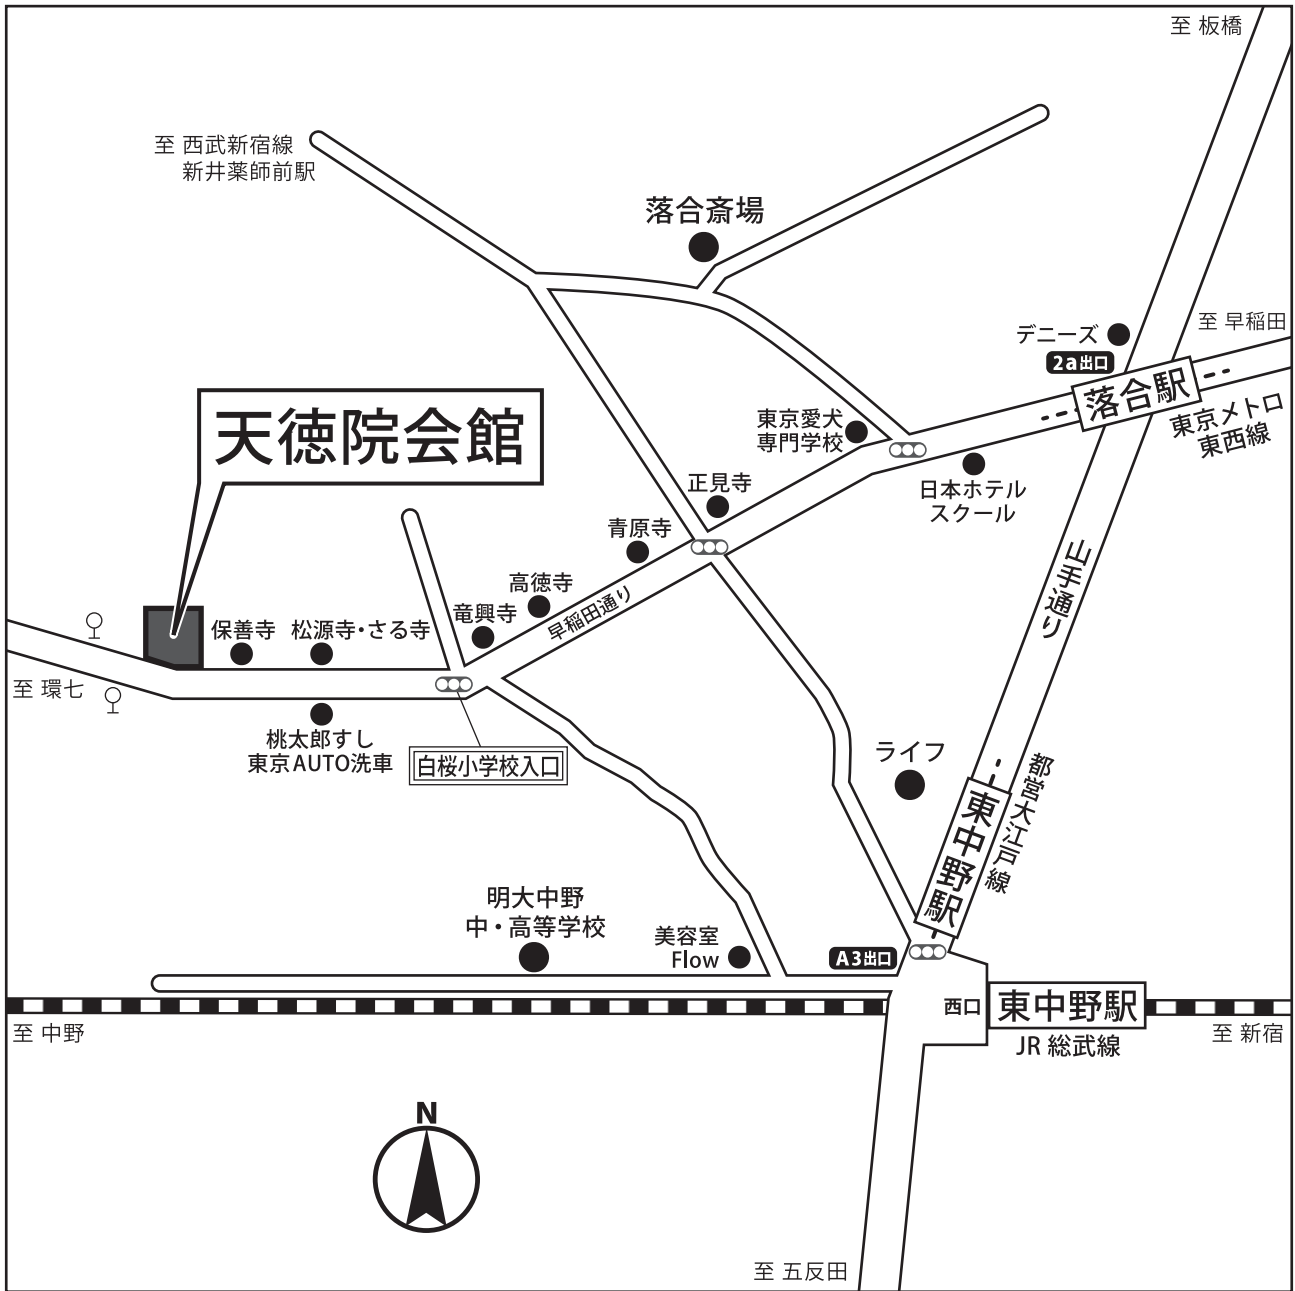 至 板橋
至 西武新宿線
新井薬師前駅
落合斎場
デニーズ
2a出口
至 早稲田
落合駅
東京メトロ
東西線
天徳院会館
東京愛犬
専門学校
日本ホテル
スクール
正見寺
青原寺
高徳寺
竜興寺
早稲田通り
山手通り
保善寺
松源寺・さる寺
至 環七
桃太郎すし
東京AUTO洗車
白桜小学校入口
ライフ
都営大江戸線
東中野駅
明大中野
中・高等学校
美容室
Flow
A3出口
西口
東中野駅
JR 総武線
至 中野
至 新宿
N
至 五反田